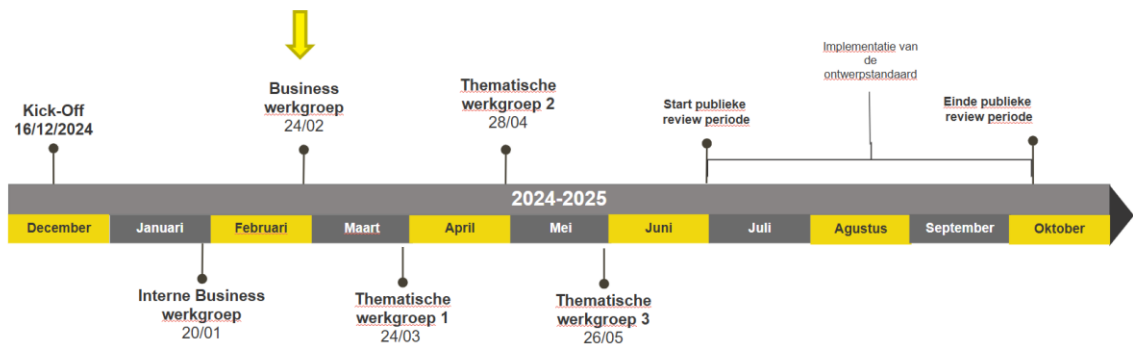 Implementatie van
de
ontwerpstandaard
Business
werkgroep
24/02
Thematische
werkgroep 2
28/04
Kick-Off
16/12/2024
Start publieke
review periode
Einde publieke
review periode
2024-2025
December
Januari
Februari
Maart
April
Mei
Juni
Juli
Agustus
September
Oktober
Interne Business
werkgroep
20/01
Thematische
werkgroep 1
24/03
Thematische
werkgroep 3
26/05